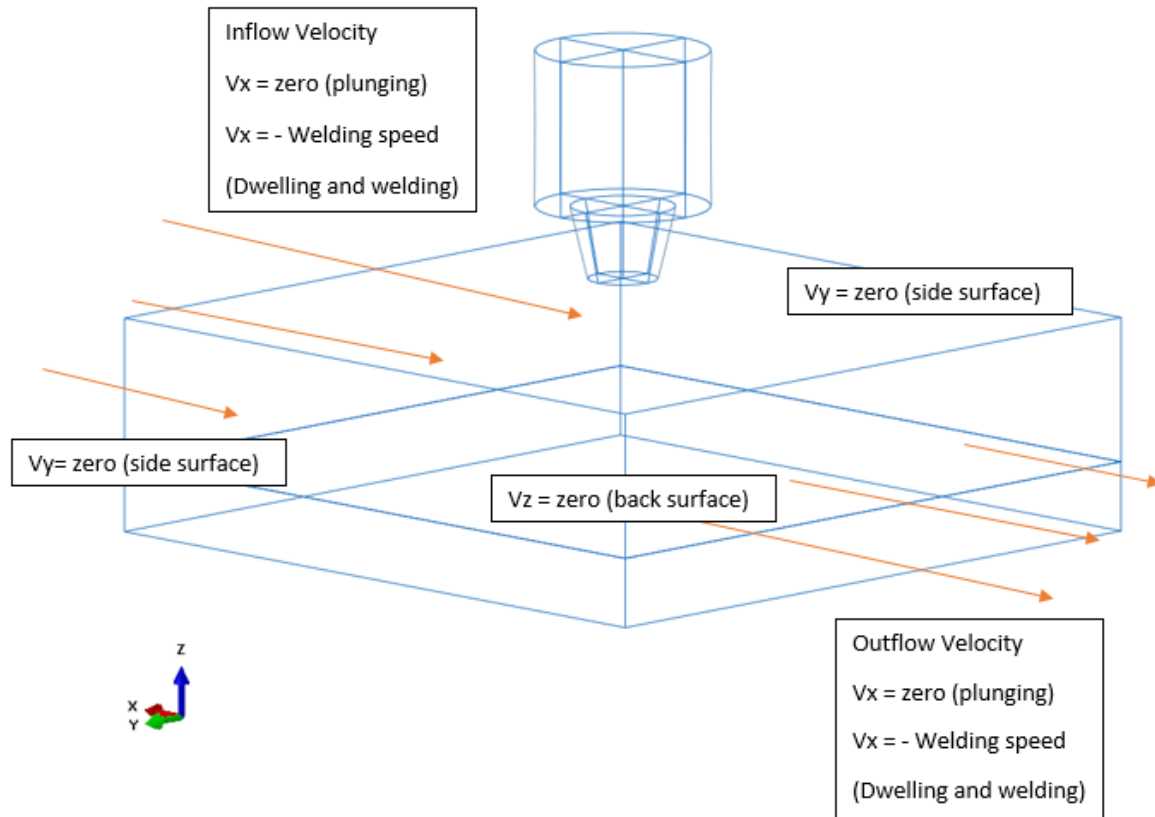 Inflow Velocity
Vx = zero (plunging)
Vx = - Welding speed
(Dwelling and welding)
Vy = zero (side surface)
Vy= zero (side surface)
Vz = zero (back surface)
Outflow Velocity
Vx = zero (plunging)
Vx = - Welding speed
(Dwelling and welding)
Z
X
Y